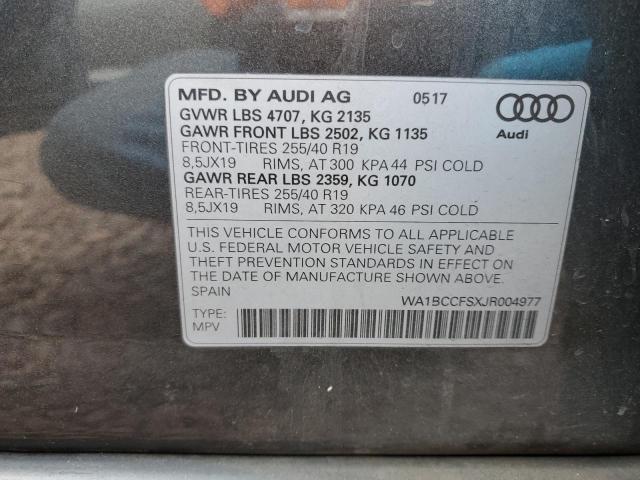 MFD. BY AUDI AG 0517
GVWR LBS 4707, KG 2135
GAWR FRONT LBS 2502, KG 1135
FRONT-TIRES 255/40 R19
8,5JX19 RIMS, AT 300 KPA 44 PSI COLD
GAWR REAR LBS 2359, KG 1070
REAR-TIRES 255/40 R19
8,5JX19 RIMS, AT 320 KPA 46 PSI COLD
Audi
THIS VEHICLE CONFORMS TO ALL APPLICABLE
U.S. FEDERAL MOTOR VEHICLE SAFETY AND
THEFT PREVENTION STANDARDS IN EFFECT ON
THE DATE OF MANUFACTURE SHOWN ABOVE.
SPAIN
WA1BCCFSXJR004977
TYPE:
MPV